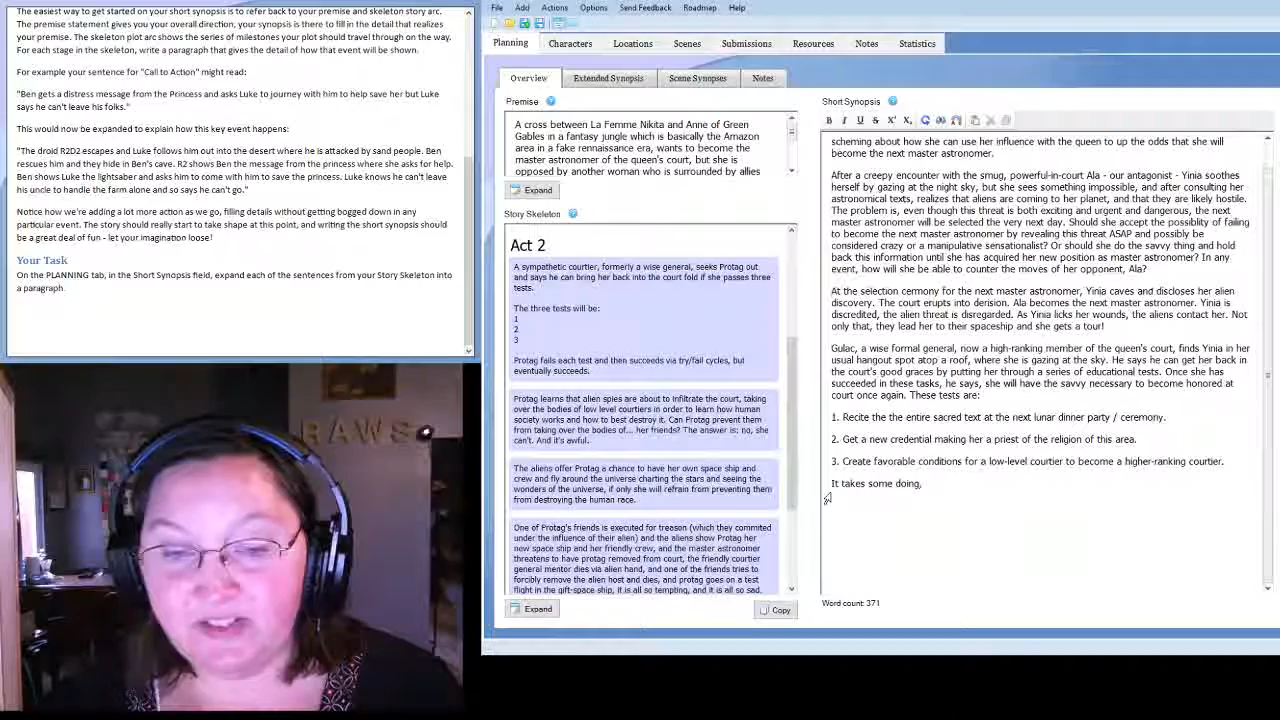 The easiest way to get started on your short synopsis is to refer back to your premise and skeleton story arc.
The premise statement gives you your overall direction, your synopsis is there to fill in the detail that realizes
your premise. The skeleton plot arc shows the series of milestones your plot should travel through on the way.
For each stage in the skeleton, write a paragraph that gives the detail of how that event will be shown.
For example your sentence for "Call to Action" might read:
"Ben gets a distress message from the Princess and asks Luke to journey with him to help save her but Luke
says he can't leave his folks."
This would now be expanded to explain how this key event happens:
"The droid R2D2 escapes and Luke follows him out into the desert where he is attacked by sand people. Ben
rescues him and they hide in Ben's cave. R2 shows Ben the message from the princess where she asks for help.
Ben shows Luke the lightsaber and asks him to come with him to save the princess. Luke knows he can't leave
his uncle to handle the farm alone and so says he can't go."
Notice how we're adding a lot more action as we go, filling details without getting bogged down in any
particular event. The story should really start to take shape at this point, and writing the short synopsis should
be a great deal of fun - let your imagination loose!
Your Task
On the PLANNING tab, in the Short Synopsis field, expand each of the sentences from your Story Skeleton into
a paragraph.
RAWS
File Add Actions Options Send Feedback Roadmap Help
Planning Characters Locations Scenes Submissions Resources Notes Statistics
Overview Extended Synopsis Scene Synopses Notes
Premise
A cross between La Femme Nikita and Anne of Green
Gables in a fantasy jungle which is basically the Amazon
area in a fake rennaissance era, wants to become the
master astronomer of the queen's court, but she is
opposed by another woman who is surrounded by allies
Expand
Story Skeleton
Act 2
A sympathetic courtier, formerly a wise general, seeks Protag out
and says he can bring her back into the court fold if she passes three
tests.
The three tests will be:
1
2
3
Protag fails each test and then succeeds via try/fail cycles, but
eventually succeeds.
Protag learns that alien spies are about to infiltrate the court, taking
over the bodies of low level courtiers in order to learn how human
society works and how to best destroy it. Can Protag prevent them
from taking over the bodies of... her friends? The answer is: no, she
can't. And it's awful.
The aliens offer Protag a chance to have her own space ship and
crew and fly around the universe charting the stars and seeing the
wonders of the universe, if only she will refrain from preventing them
from destroying the human race.
One of Protag's friends is executed for treason (which they commited
under the influence of their alien) and the aliens show Protag her
new space ship and her friendly crew, and the master astronomer
threatens to have protag removed from court, the friendly courtier
general mentor dies via alien hand, and one of the friends tries to
forcibly remove the alien host and dies, and protag goes on a test
flight in the gift-space ship, it is all so tempting, and it is all so sad.
Expand
Copy
Short Synopsis
B I U S X² X₂
scheming about how she can use her influence with the queen to up the odds that she will
become the next master astronomer.
After a creepy encounter with the smug, powerful-in-court Ala - our antagonist - Yinia soothes
herself by gazing at the night sky, but she sees something impossible, and after consulting her
astronomical texts, realizes that aliens are coming to her planet, and that they are likely hostile.
The problem is, even though this threat is both exciting and urgent and dangerous, the next
master astronomer will be selected the very next day. Should she accept the possiblity of failing
to become the next master astronomer by revealing this threat ASAP and possibly be
considered crazy or a manipulative sensationalist? Or should she do the savvy thing and hold
back this information until she has acquired her new position as master astronomer? In any
event, how will she be able to counter the moves of her opponent, Ala?
At the selection cermony for the next master astronomer, Yinia caves and discloses her alien
discovery. The court erupts into derision. Ala becomes the next master astronomer. Yinia is
discredited, the alien threat is disregarded. As Yinia licks her wounds, the aliens contact her. Not
only that, they lead her to their spaceship and she gets a tour!
Gulac, a wise formal general, now a high-ranking member of the queen's court, finds Yinia in her
usual hangout spot atop a roof, where she is gazing at the sky. He says he can get her back in
the court's good graces by putting her through a series of educational tests. Once she has
succeeded in these tasks, he says, she will have the savvy necessary to become honored at
court once again. These tests are:
1. Recite the the entire sacred text at the next lunar dinner party / ceremony.
2. Get a new credential making her a priest of the religion of this area.
3. Create favorable conditions for a low-level courtier to become a higher-ranking courtier.
It takes some doing,
Word count: 371